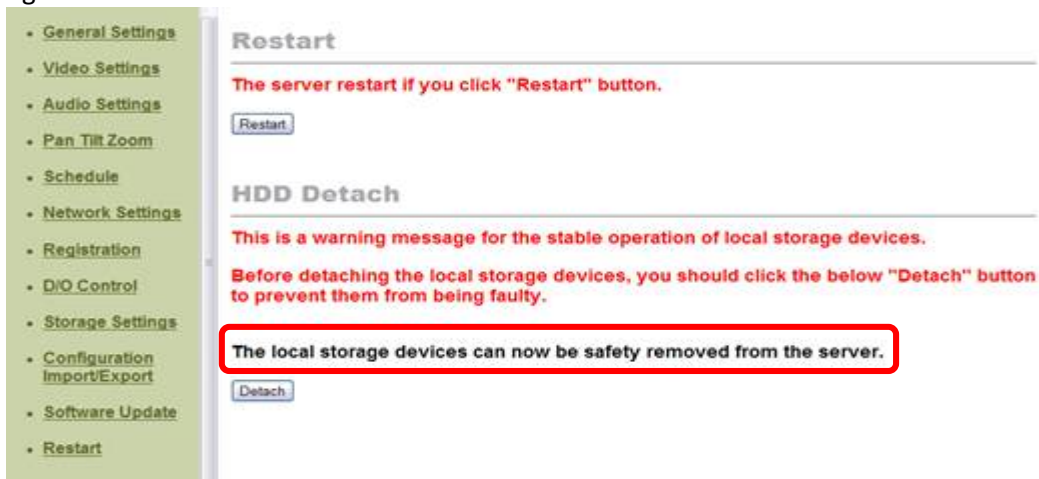 General Settings
Video Settings
Audio Settings
Pan Tilt Zoom
Schedule
Network Settings
Registration
D/O Control
Storage Settings
Configuration
Import/Export
Software Update
Restart
Restart
The server restart if you click "Restart" button.
Restart
HDD Detach
This is a warning message for the stable operation of local storage devices.
Before detaching the local storage devices, you should click the below "Detach" button
to prevent them from being faulty.
The local storage devices can now be safety removed from the server.
Detach